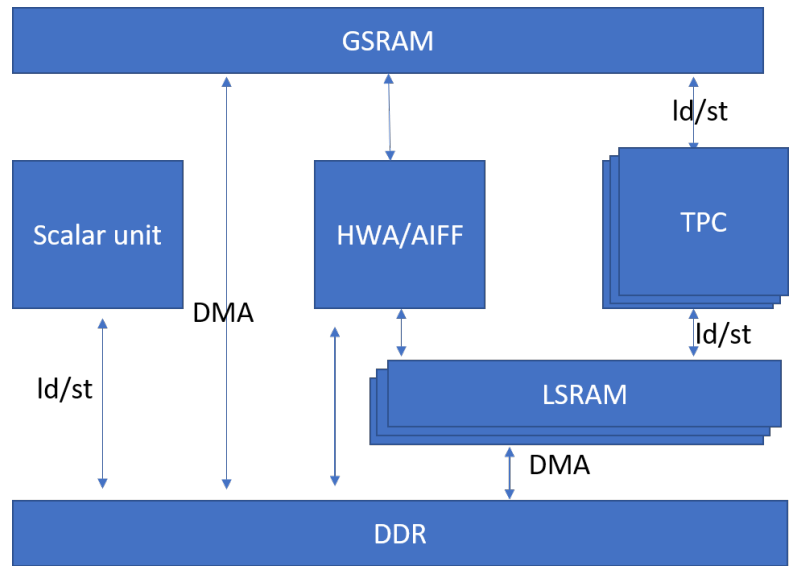 GSRAM
ld/st
Scalar unit
HWA/AIFF
TPC
DMA
ld/st
ld/st
LSRAM
DMA
DDR